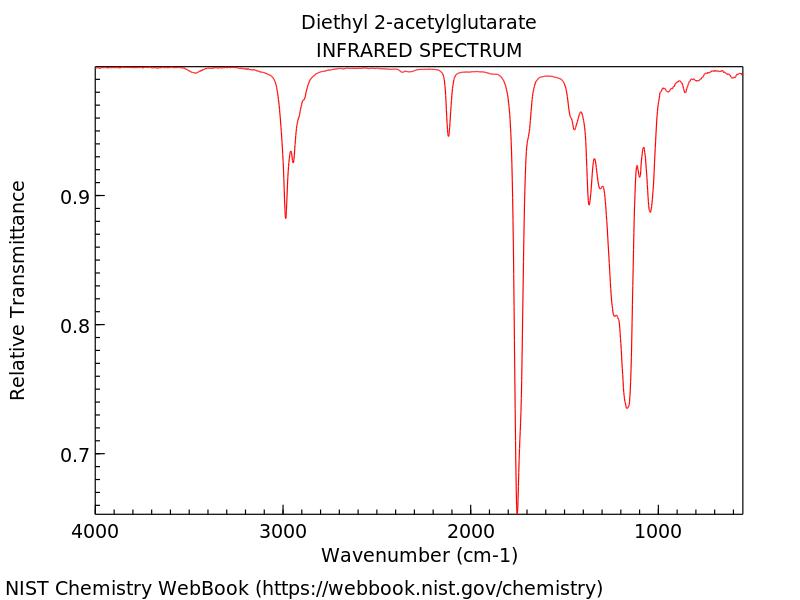 Diethyl 2-acetylglutarate
INFRARED SPECTRUM
0.9
0.8
0.7
Relative Transmittance
4000 3000 2000 1000
Wavenumber (cm-1)
NIST Chemistry WebBook (https://webbook.nist.gov/chemistry)